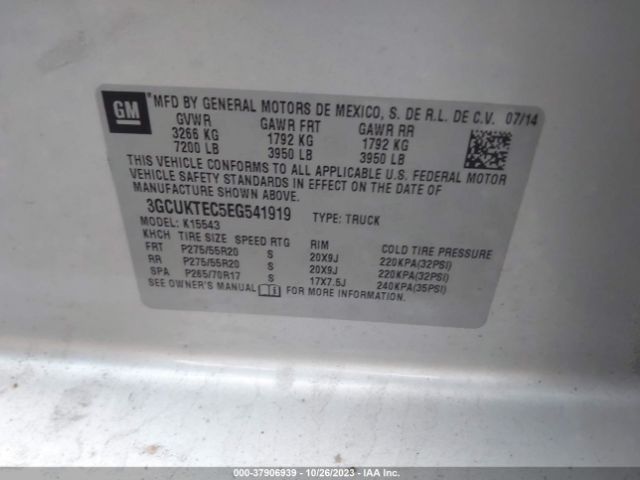 GM
*MFD BY GENERAL MOTORS DE MEXICO, S. DE R.L. DE C.V. 07/14
GVWR GAWR FRT GAWR RR
3266 KG 1792 KG 1792 KG
7200 LB 3950 LB 3950 LB
THIS VEHICLE CONFORMS TO ALL APPLICABLE U.S. FEDERAL MOTOR
VEHICLE SAFETY STANDARDS IN EFFECT ON THE DATE OF
MANUFACTURE SHOWN ABOVE.
3GCUKTEC5EG541919 TYPE: TRUCK
MODEL: K15543
KHCH TIRE SIZE SPEED RTG RIM COLD TIRE PRESSURE
FRT P275/55R20 S 20X9J 220KPA(32PSI)
RR P275/55R20 S 20X9J 220KPA(32PSI)
SPA P265/70R17 S 17X7.5J 240KPA(35PSI)
SEE OWNER'S MANUAL FOR MORE INFORMATION.
000-37906939 - 10/26/2023 - IAA Inc.